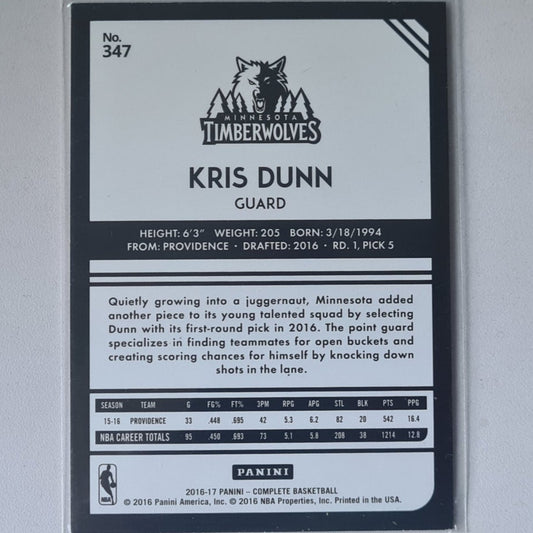 No.
347
MINNESOTA
TIMBERWOLVES
KRIS DUNN
GUARD
HEIGHT: 6'3" WEIGHT: 205 BORN: 3/18/1994
FROM: PROVIDENCE • DRAFTED: 2016 • RD. 1, PICK 5
Quietly growing into a juggernaut, Minnesota added
another piece to its young talented squad by selecting
Dunn with its first-round pick in 2016. The point guard
specializes in finding teammates for open buckets and
creating scoring chances for himself by knocking down
shots in the lane.
SEASON TEAM G FG% FT% 3PM RPG APG STL BLK PTS PPG
15-16 PROVIDENCE 33 .448 .695 42 5.3 6.2 82 20 542 16.4
NBA CAREER TOTALS 95 .450 .693 73 5.1 5.8 208 38 1214 12.8
NBA
PANINI
2016-17 PANINI – COMPLETE BASKETBALL
© 2016 Panini America, Inc. © 2016 NBA Properties, Inc. Printed in the USA.